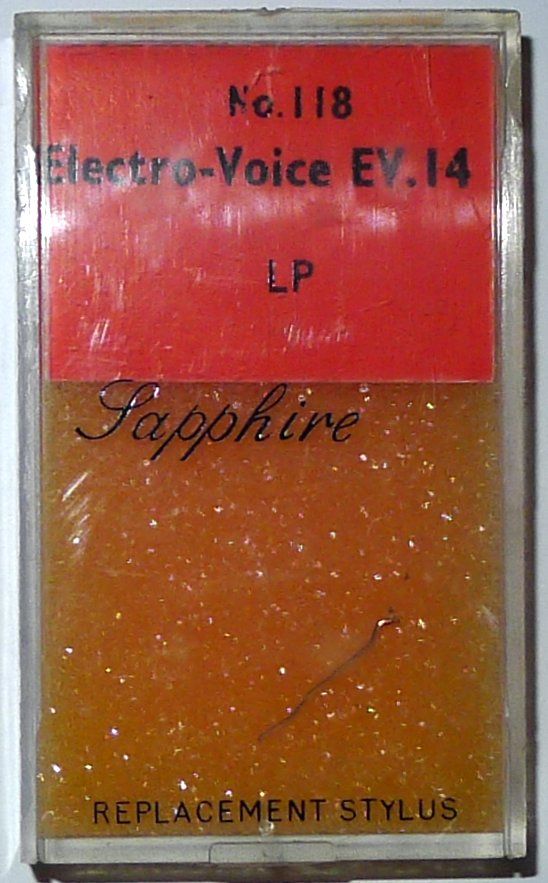 No.118
Electro-Voice EV.14
LP
Sapphire
REPLACEMENT STYLUS